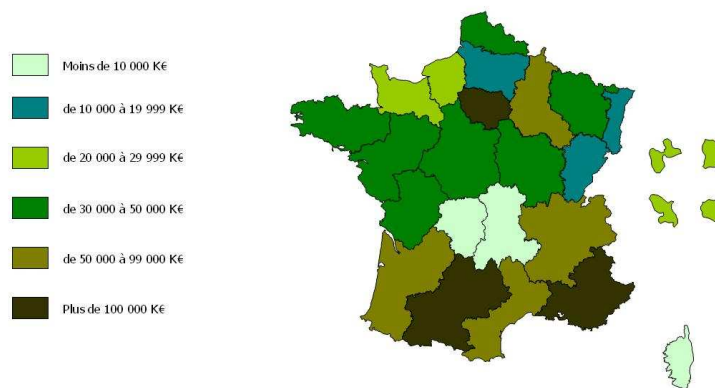 Moins de 10 000 K€
de 10 000 à 19 999 K€
de 20 000 à 29 999 K€
de 30 000 à 50 000 K€
de 50 000 à 99 000 K€
Plus de 100 000 K€